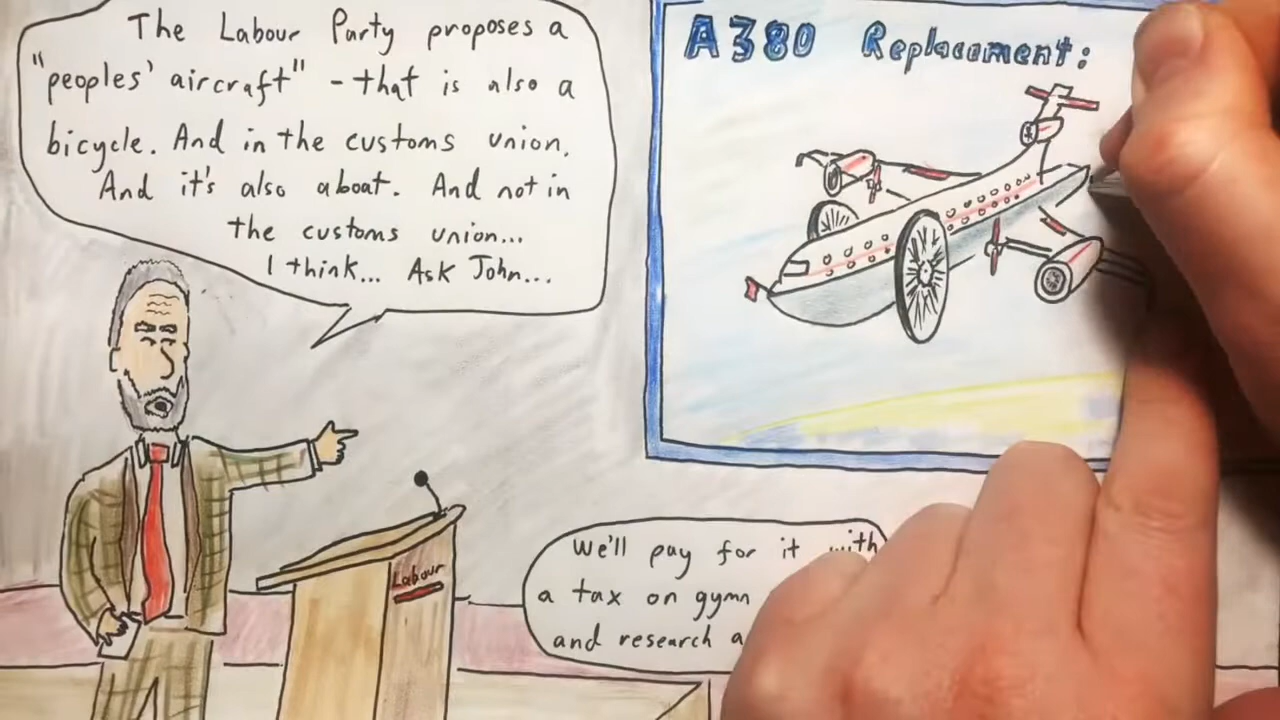 The Labour Party proposes a
"peoples' aircraft" - that is also a
bicycle. And in the customs union.
And it's also a boat. And not in
the customs union...
I think... Ask John...
A380 Replacement:
Labour
We'll pay for it with
a tax on gymn
and research a